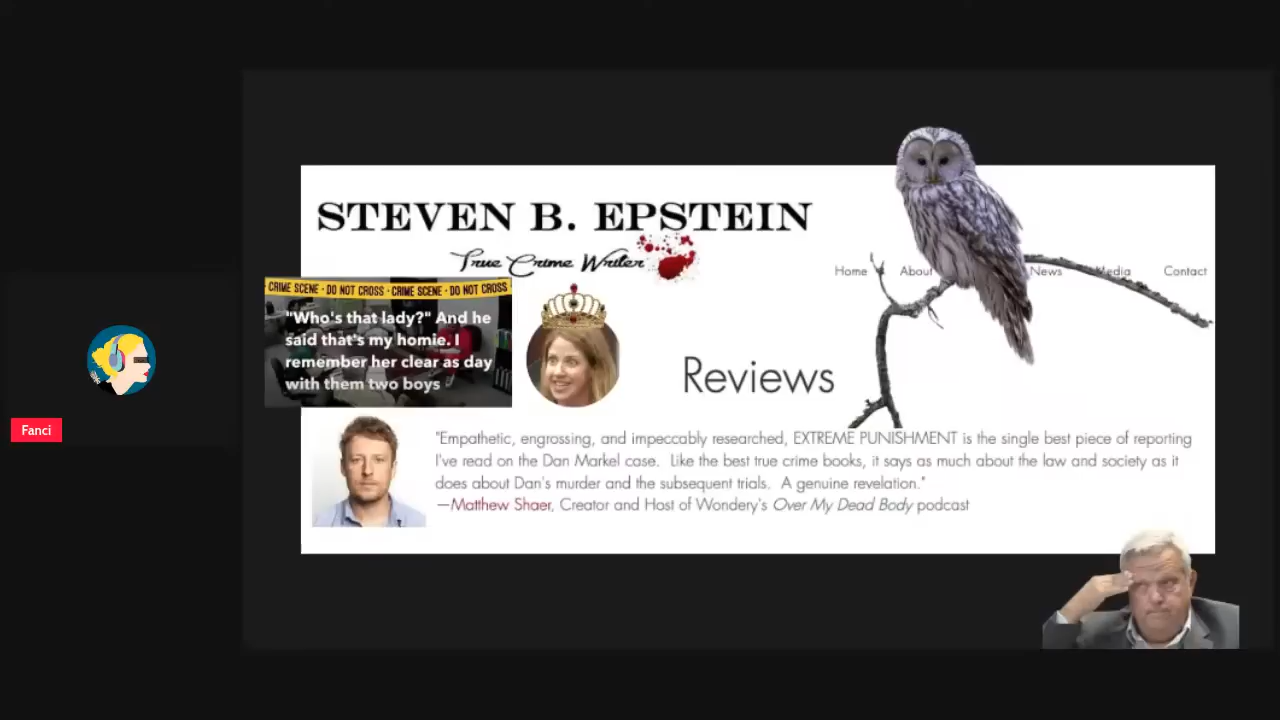 STEVEN B. EPSTEIN
True Crime Writer
Home
About
News
Media
Contact
CRIME SCENE · DO NOT CROSS · CRIME SCENE · DO NOT CROSS
"Who's that lady?" And he
said that's my homie. I
remember her clear as day
with them two boys
Reviews
Fanci
"Empathetic, engrossing, and impeccably researched, EXTREME PUNISHMENT is the single best piece of reporting
I've read on the Dan Markel case. Like the best true crime books, it says as much about the law and society as it
does about Dan's murder and the subsequent trials. A genuine revelation."
—Matthew Shaer, Creator and Host of Wondery's Over My Dead Body podcast